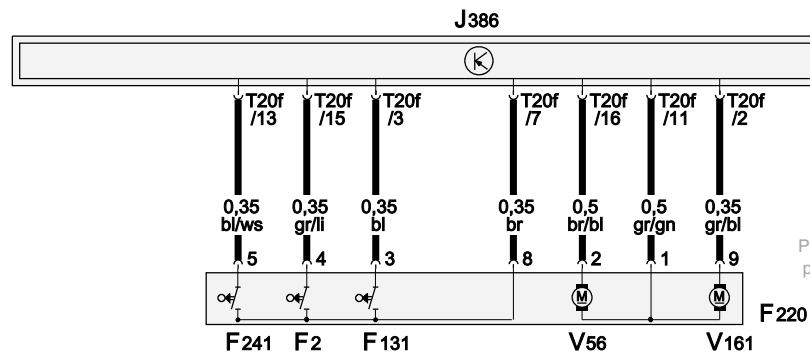 J386
T20f T20f T20f T20f T20f T20f T20f
/13 /15 /3 /7 /16 /11 /2
0,35 0,35 0,35 0,35 0,5 0,5 0,35
bl/ws gr/li bl br br/bl gr/gn gr/bl
5 4 3 8 2 1 9
M M
F220
F241 F2 F131 V56 V161